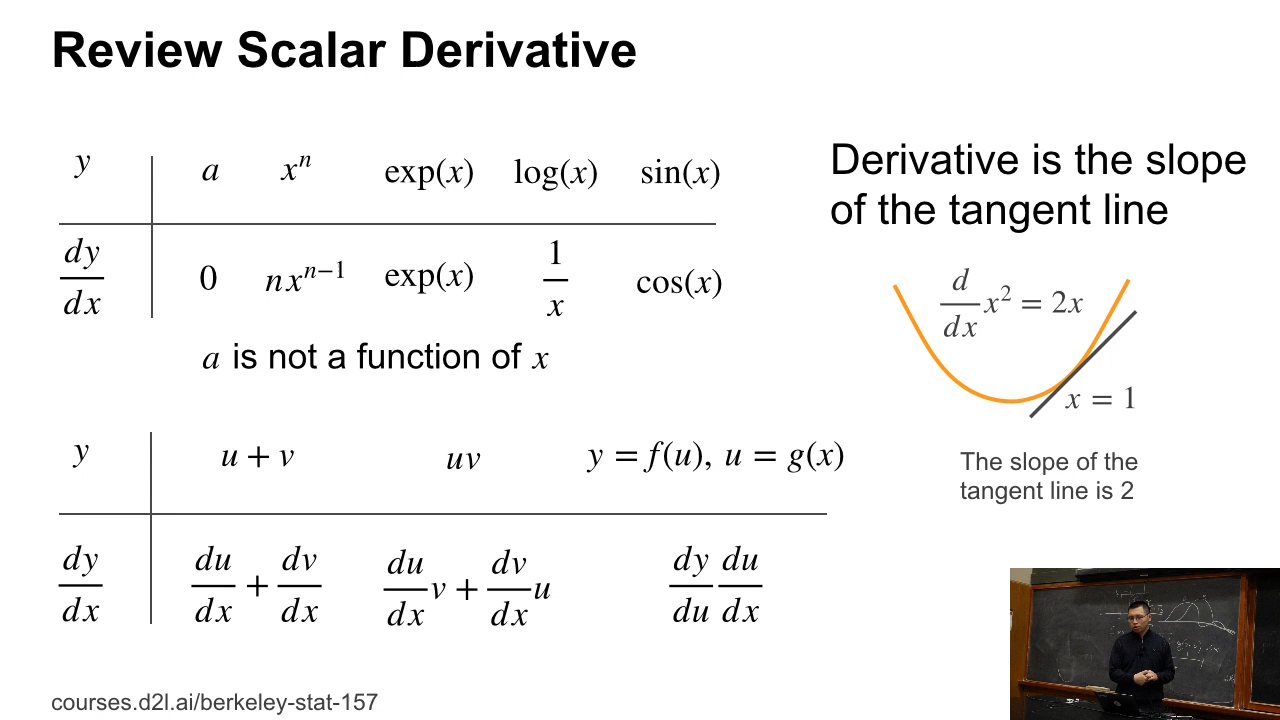 Review Scalar Derivative
y a xⁿ exp(x) log(x) sin(x)
dy/dx 0 nxⁿ⁻¹ exp(x) 1/x cos(x)
a is not a function of x
y u + v uv y = f(u), u = g(x)
dy/dx du/dx + dv/dx du/dx v + dv/dx u dy/du du/dx
Derivative is the slope
of the tangent line
d/dx x² = 2x
x = 1
The slope of the
tangent line is 2
courses.d2l.ai/berkeley-stat-157